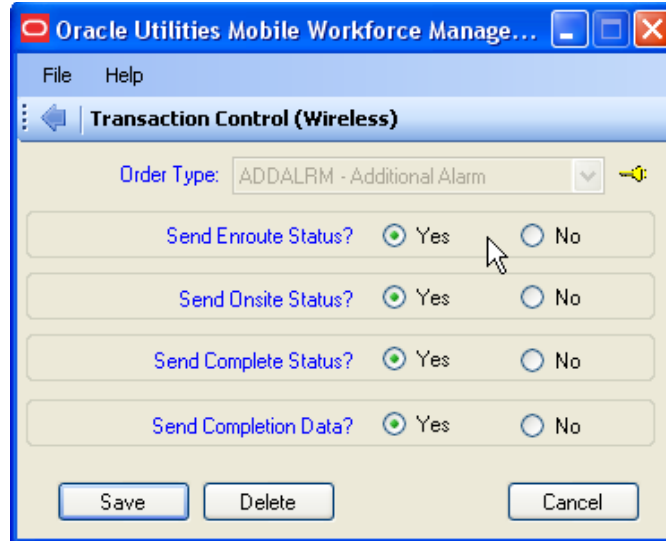 Oracle Utilities Mobile Workforce Manage...
File Help
Transaction Control (Wireless)
Order Type: ADDALRM - Additional Alarm
Send Enroute Status? Yes No
Send Onsite Status? Yes No
Send Complete Status? Yes No
Send Completion Data? Yes No
Save Delete Cancel